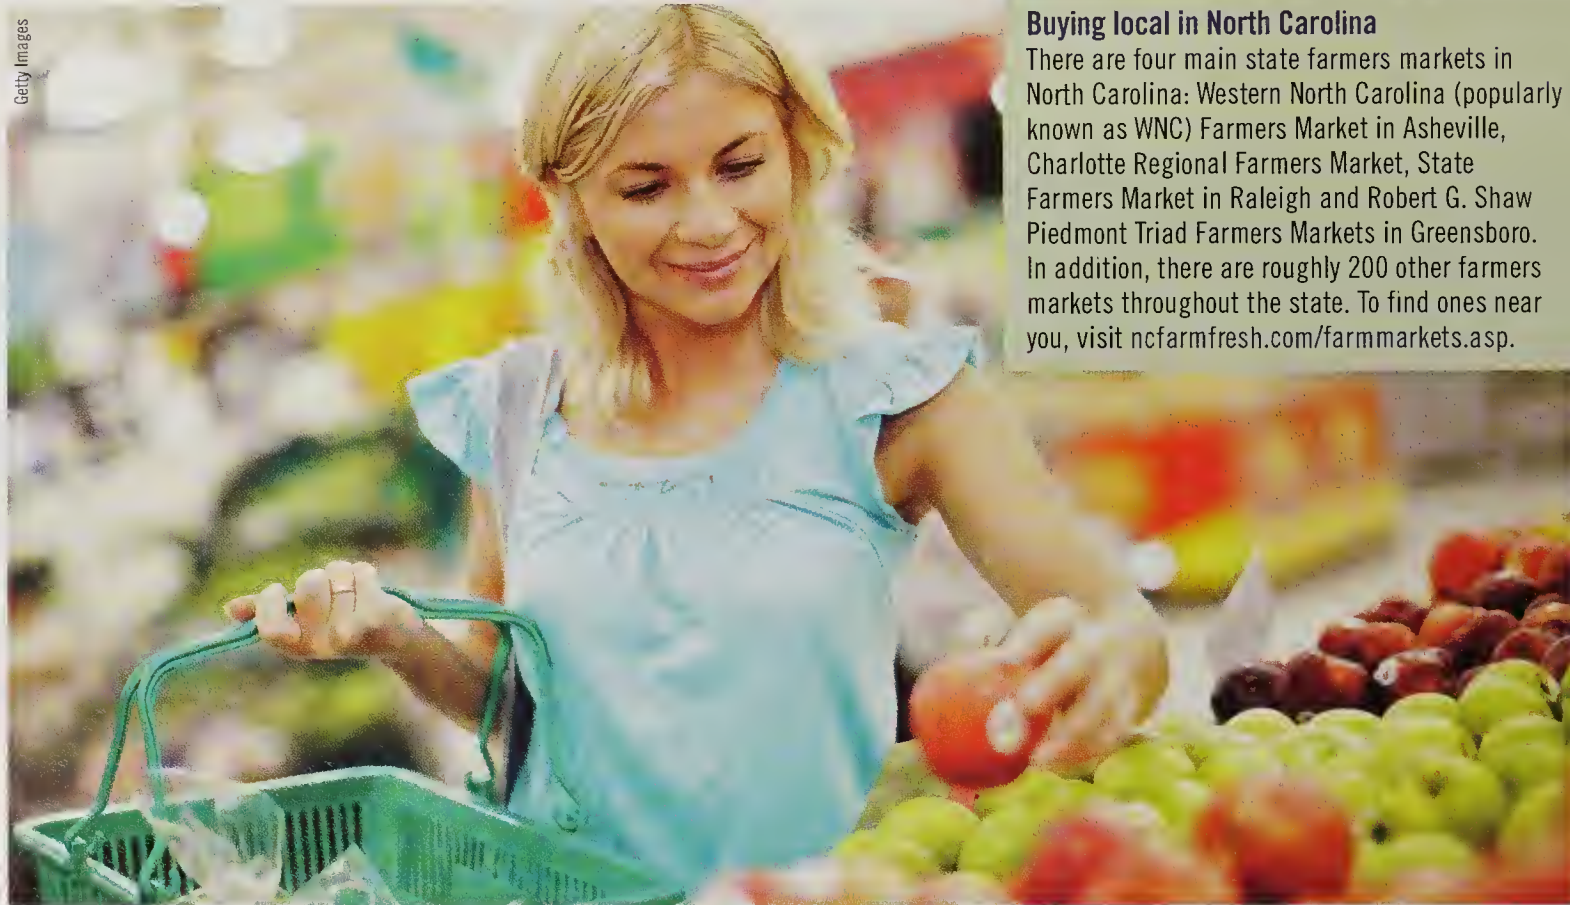 Getty Images
Buying local in North Carolina
There are four main state farmers markets in
North Carolina: Western North Carolina (popularly
known as WNC) Farmers Market in Asheville,
Charlotte Regional Farmers Market, State
Farmers Market in Raleigh and Robert G. Shaw
Piedmont Triad Farmers Markets in Greensboro.
In addition, there are roughly 200 other farmers
markets throughout the state. To find ones near
you, visit ncfarmfresh.com/farmmarkets.asp.